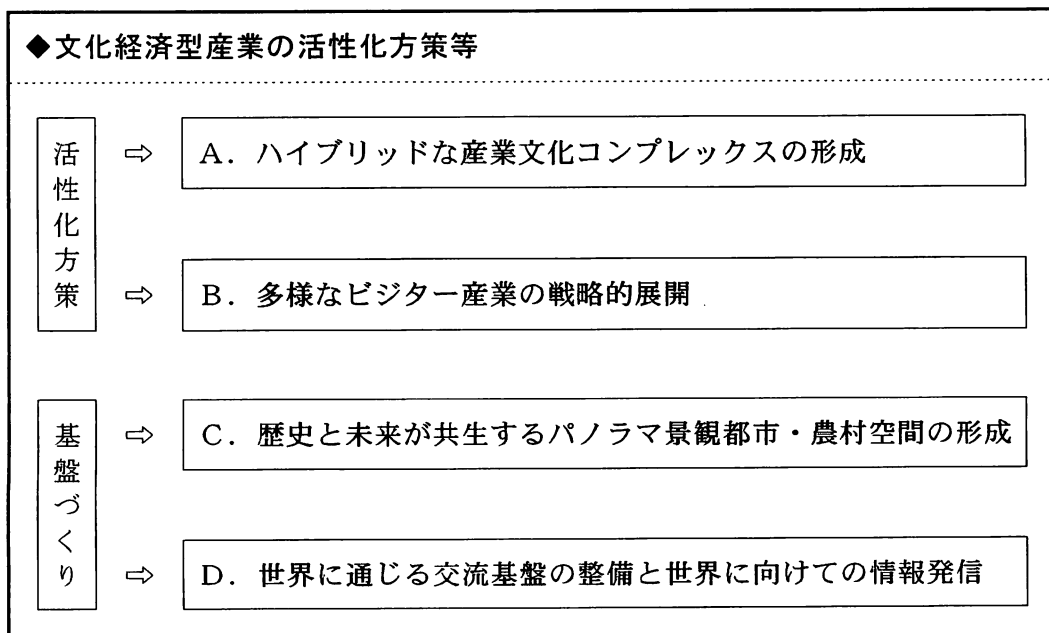 ◆文化経済型産業の活性化方策等
活性化方策
⇨ A．ハイブリッドな産業文化コンプレックスの形成
⇨ B．多様なビジター産業の戦略的展開
基盤づくり
⇨ C．歴史と未来が共生するパノラマ景観都市・農村空間の形成
⇨ D．世界に通じる交流基盤の整備と世界に向けての情報発信